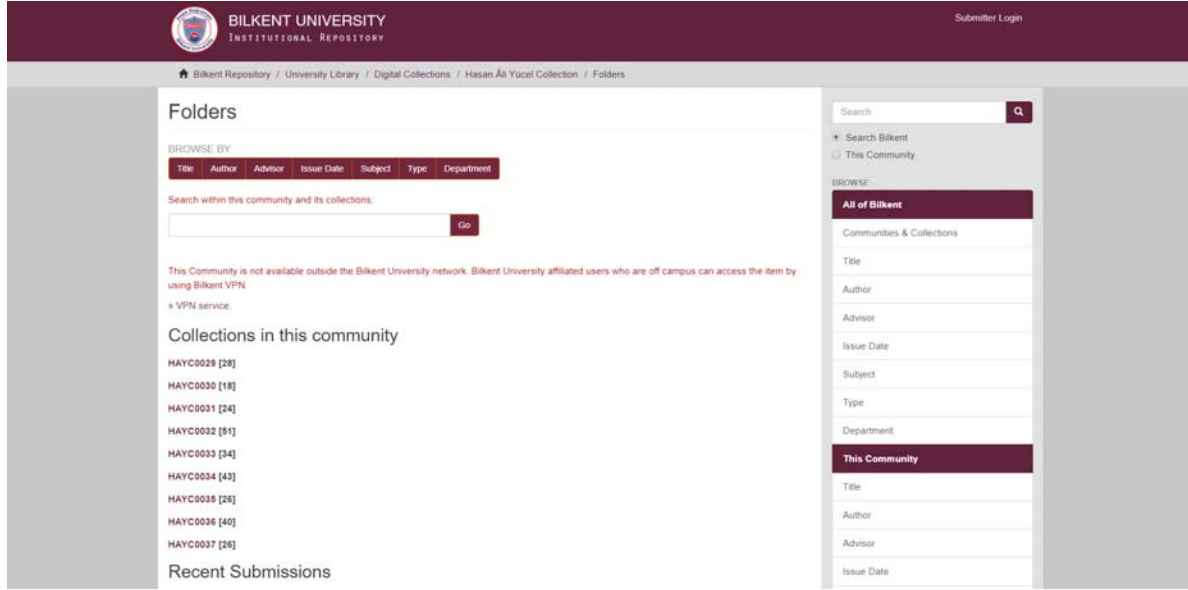 BILKENT UNIVERSITY
INSTITUTIONAL REPOSITORY
Submitter Login
Bilkent Repository / University Library / Digital Collections / Hasan Âli Yücel Collection / Folders
Folders
BROWSE BY
Title Author Advisor Issue Date Subject Type Department
Search within this community and its collections:
Go
This Community is not available outside the Bilkent University network. Bilkent University affiliated users who are off campus can access the item by
using Bilkent VPN.
» VPN service.
Collections in this community
HAYC0029 [28]
HAYC0030 [18]
HAYC0031 [24]
HAYC0032 [51]
HAYC0033 [34]
HAYC0034 [43]
HAYC0035 [26]
HAYC0036 [40]
HAYC0037 [26]
Recent Submissions
Search
Search Bilkent
This Community
BROWSE
All of Bilkent
Communities & Collections
Title
Author
Advisor
Issue Date
Subject
Type
Department
This Community
Title
Author
Advisor
Issue Date